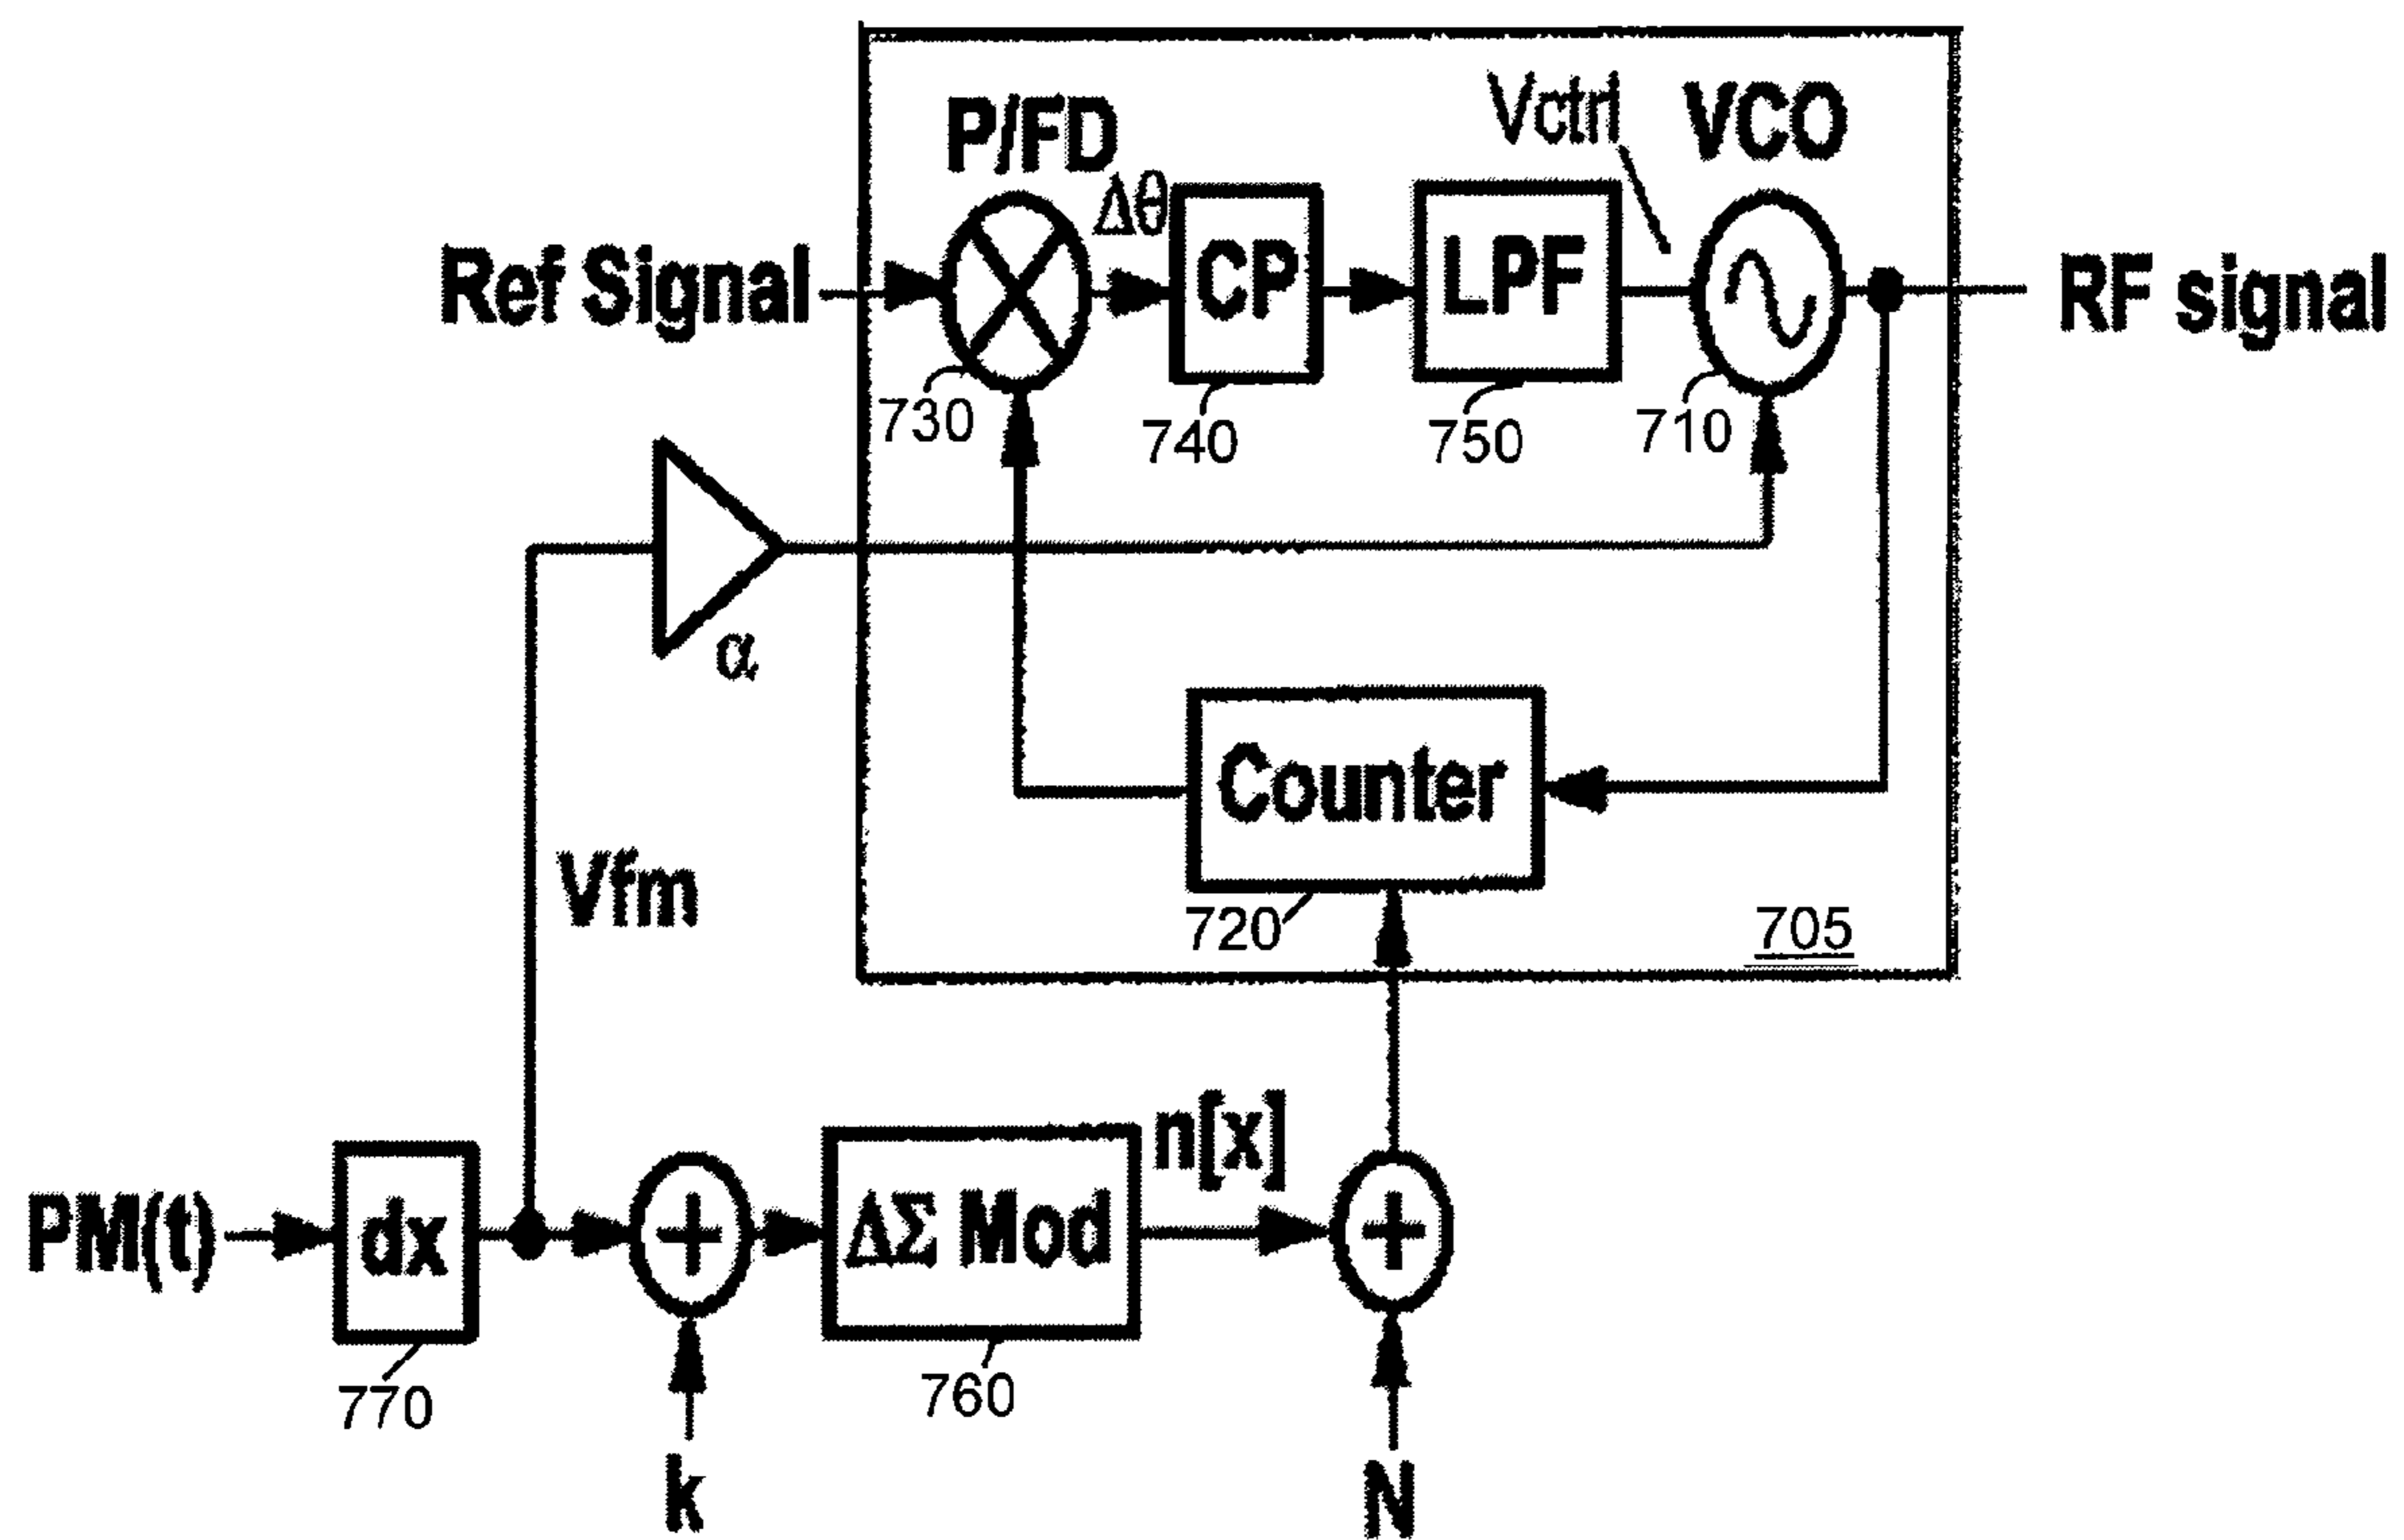 P/FD
Vctrl
VCO
Δθ
Ref Signal
CP
LPF
RF signal
730
740
750
710
α
Counter
Vfm
720
705
n[x]
PM(t)
dx
+
ΔΣ Mod
+
770
760
k
N